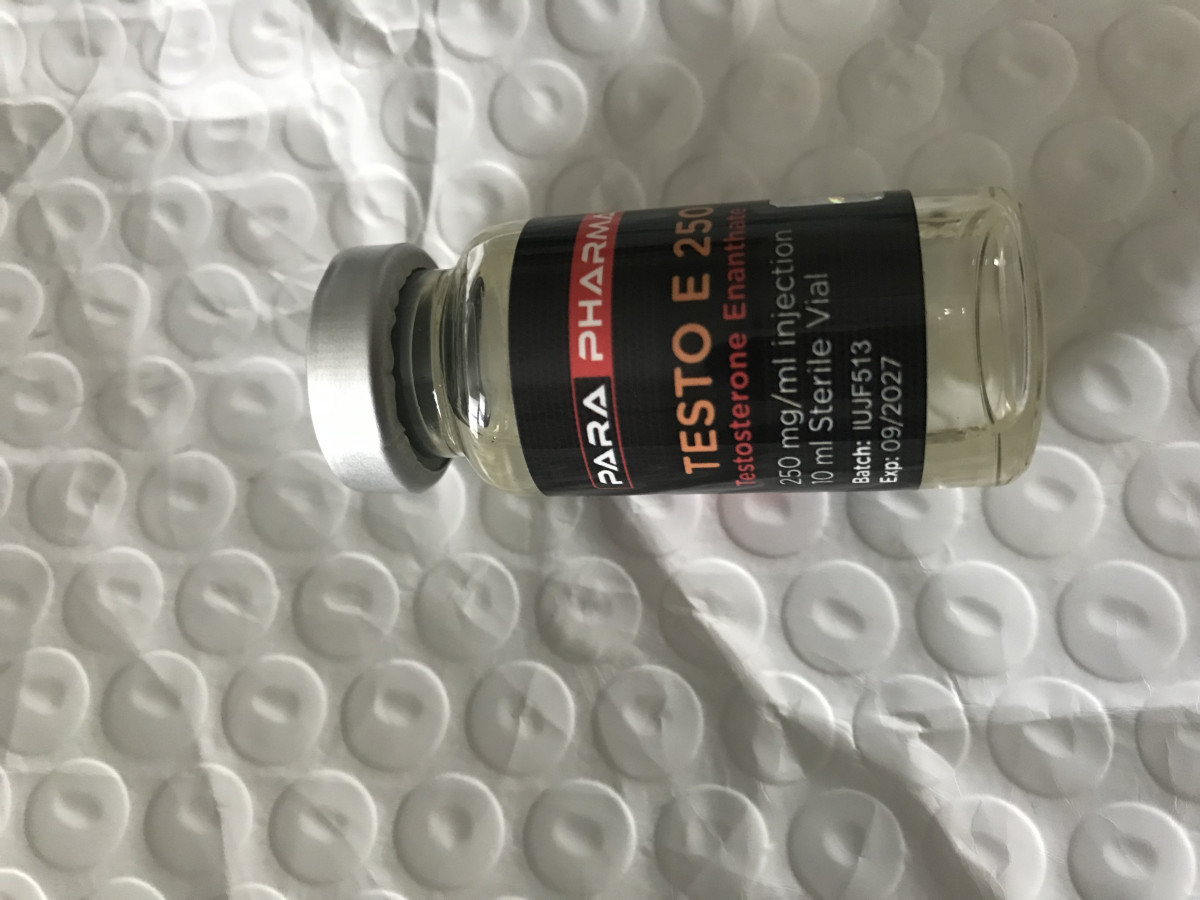 PARA PHARMA
TESTO E 250
Testosterone Enanthate
250 mg/ml injection
10 ml Sterile Vial
Batch: IUJF513
Exp: 09/2027